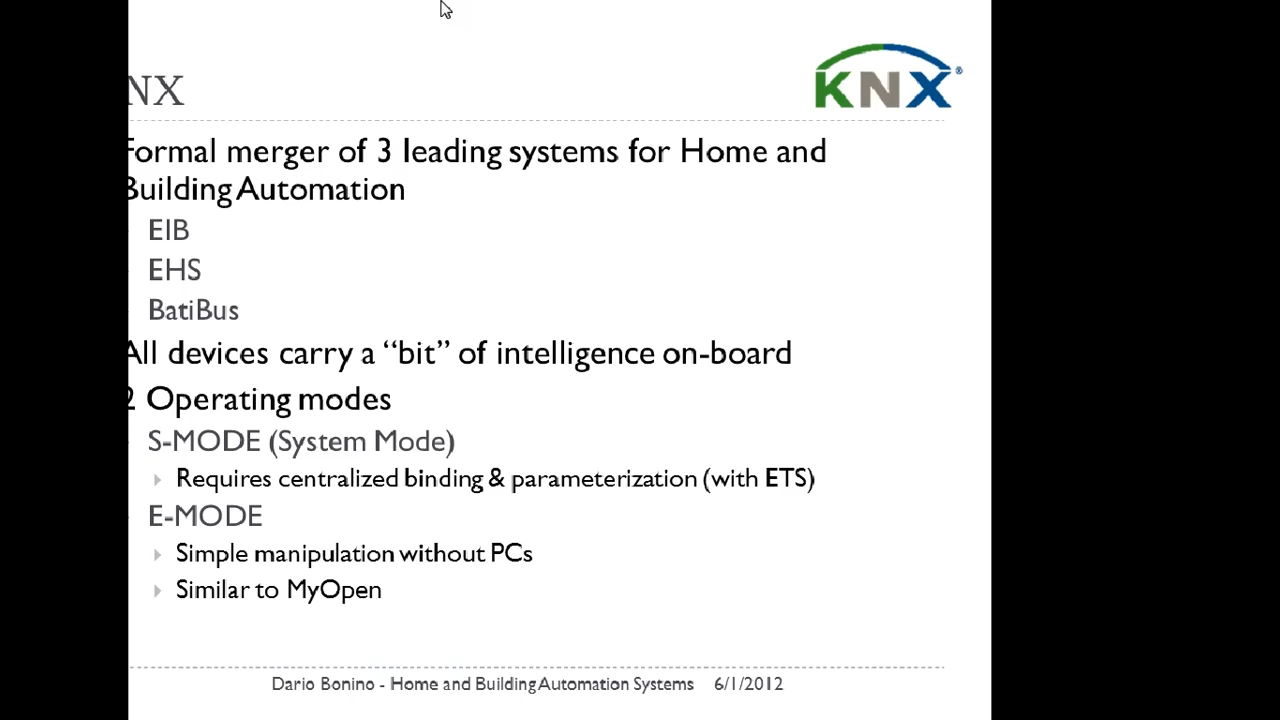 NX
KNX®
Formal merger of 3 leading systems for Home and
Building Automation
EIB
EHS
BatiBus
All devices carry a “bit” of intelligence on-board
2 Operating modes
S-MODE (System Mode)
Requires centralized binding & parameterization (with ETS)
E-MODE
Simple manipulation without PCs
Similar to MyOpen
Dario Bonino - Home and Building Automation Systems 6/1/2012